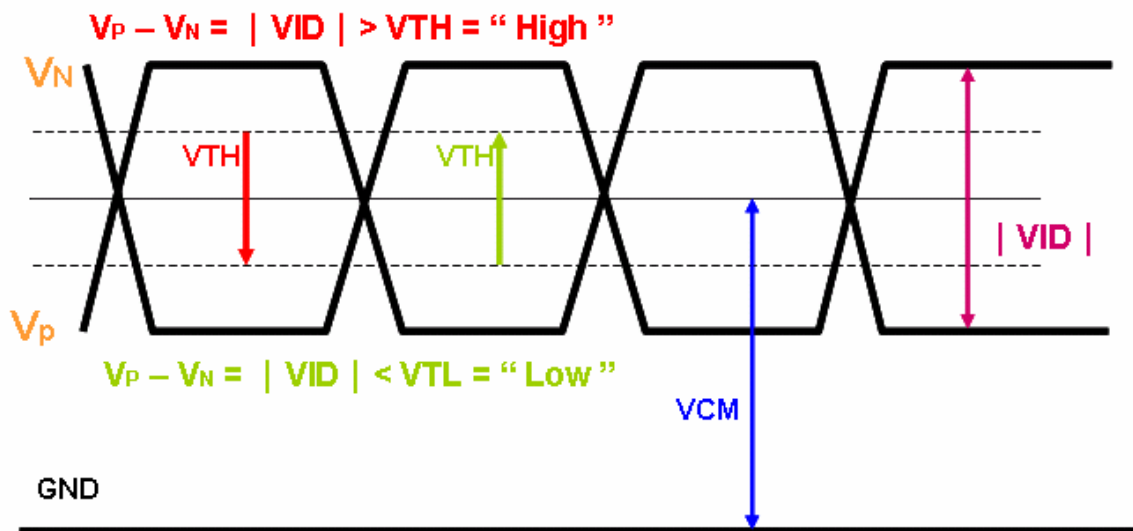 VP – VN = | VID | > VTH = “ High ”
VN
VTH
VTH
| VID |
Vp
VP – VN = | VID | < VTL = “ Low ”
VCM
GND